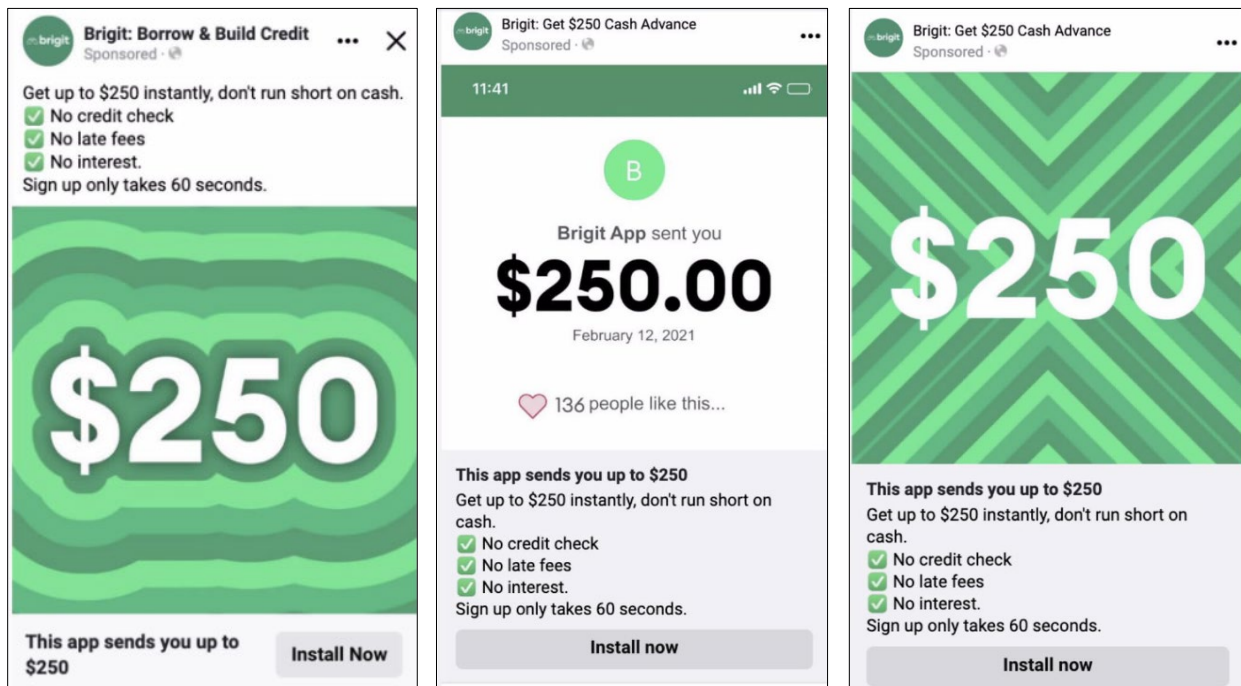 brigit
Brigit: Borrow & Build Credit
Sponsored ·
Get up to $250 instantly, don't run short on cash.
✅ No credit check
✅ No late fees
✅ No interest.
Sign up only takes 60 seconds.
$250
This app sends you up to
$250
Install Now
brigit
Brigit: Get $250 Cash Advance
Sponsored ·
11:41
B
Brigit App sent you
$250.00
February 12, 2021
136 people like this...
This app sends you up to $250
Get up to $250 instantly, don't run short on
cash.
✅ No credit check
✅ No late fees
✅ No interest.
Sign up only takes 60 seconds.
Install now
brigit
Brigit: Get $250 Cash Advance
Sponsored ·
$250
This app sends you up to $250
Get up to $250 instantly, don't run short on
cash.
✅ No credit check
✅ No late fees
✅ No interest.
Sign up only takes 60 seconds.
Install now